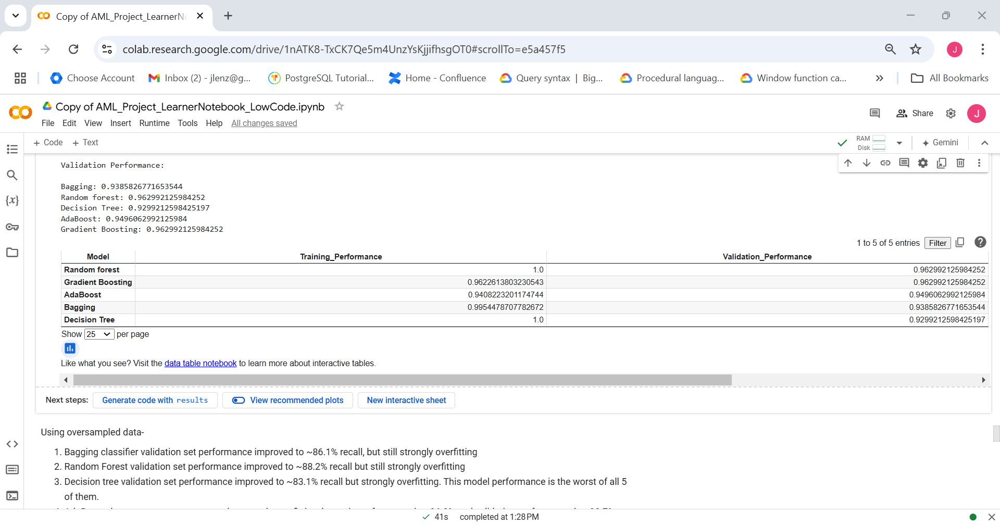 Copy of AML_Project_LearnerN
colab.research.google.com/drive/1nATK8-TxCK7Qe5m4UnzYsKjjifhsgOT0#scrollTo=e5a457f5
J
Choose Account
Inbox (2) - jlenz@g...
PostgreSQL Tutorial...
Home - Confluence
Query syntax | Big...
Procedural languag...
Window function ca...
All Bookmarks
Copy of AML_Project_LearnerNotebook_LowCode.ipynb
File Edit View Insert Runtime Tools Help All changes saved
Share
J
+ Code + Text
RAM
Disk
Gemini
Validation Performance:
Bagging: 0.9385826771653544
Random forest: 0.962992125984252
Decision Tree: 0.9299212598425197
AdaBoost: 0.9496062992125984
Gradient Boosting: 0.962992125984252
1 to 5 of 5 entries Filter
Model Training_Performance Validation_Performance
Random forest 1.0 0.962992125984252
Gradient Boosting 0.9622613803230543 0.962992125984252
AdaBoost 0.9408223201174744 0.9496062992125984
Bagging 0.9954478707782672 0.9385826771653544
Decision Tree 1.0 0.9299212598425197
Show 25 per page
Like what you see? Visit the data table notebook to learn more about interactive tables.
Next steps: Generate code with results View recommended plots New interactive sheet
Using oversampled data-
1. Bagging classifier validation set performance improved to ~86.1% recall, but still strongly overfitting
2. Random Forest validation set performance improved to ~88.2% recall but still strongly overfitting
3. Decision tree validation set performance improved to ~83.1% recall but strongly overfitting. This model performance is the worst of all 5
of them.
41s completed at 1:28 PM